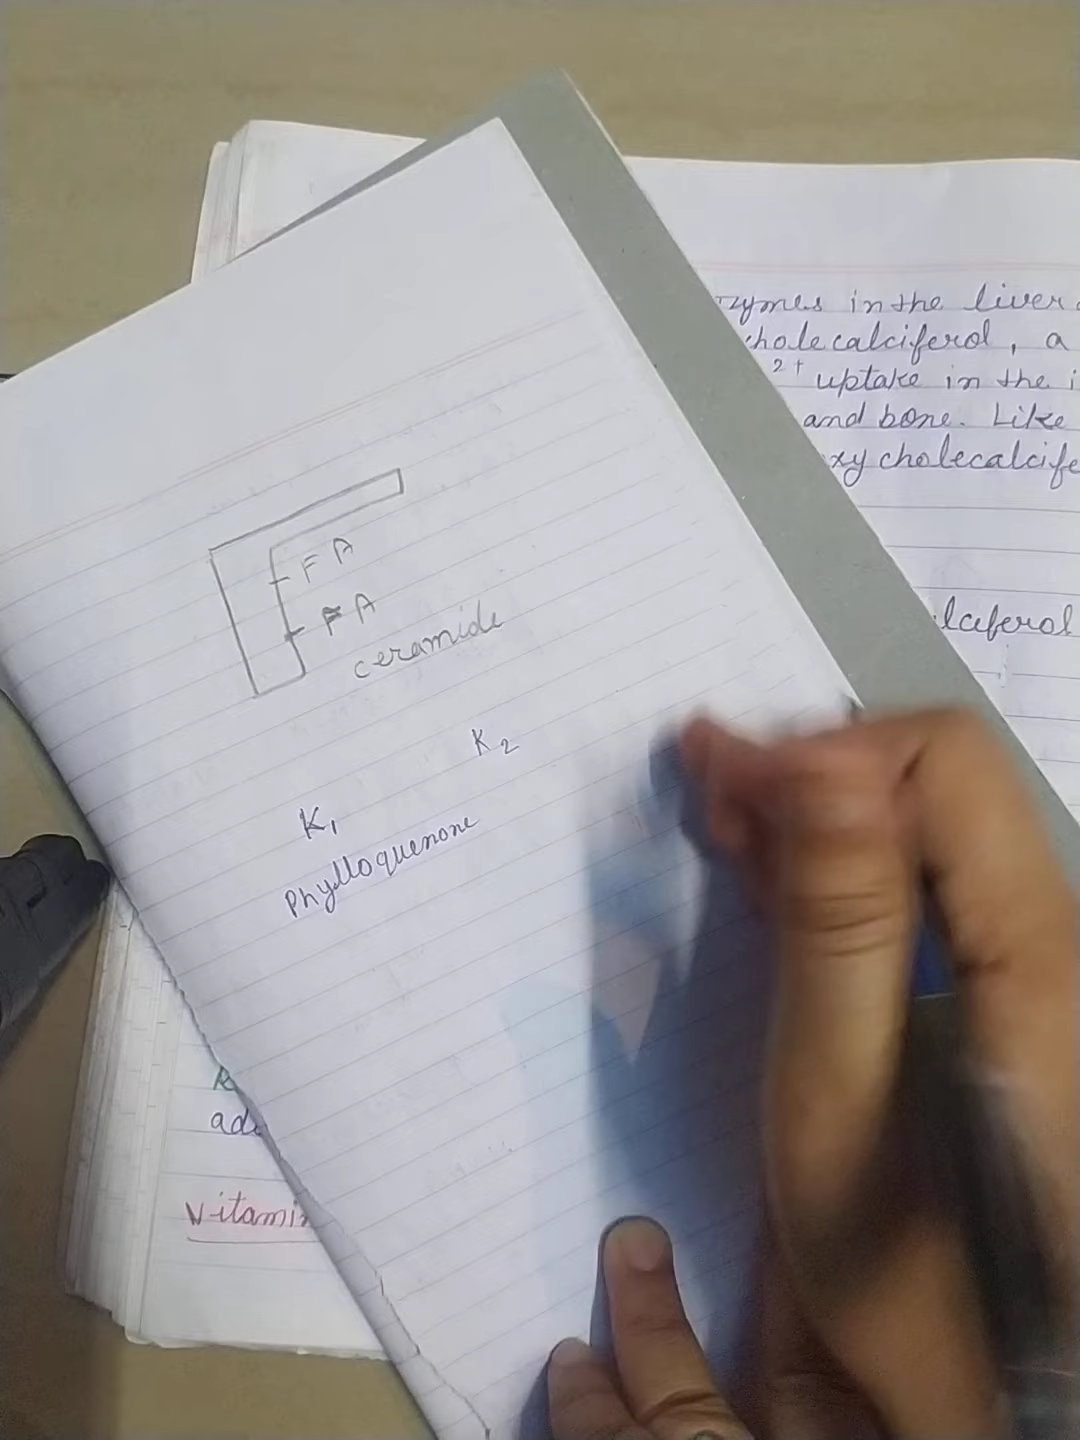 FA
FA
ceramide
K2
K1
Phylloquenone
zymes in the liver
cholecalciferol, a
2+ uptake in the i
and bone. Like
xy cholecalcife
lciferol
ad
Vitamin